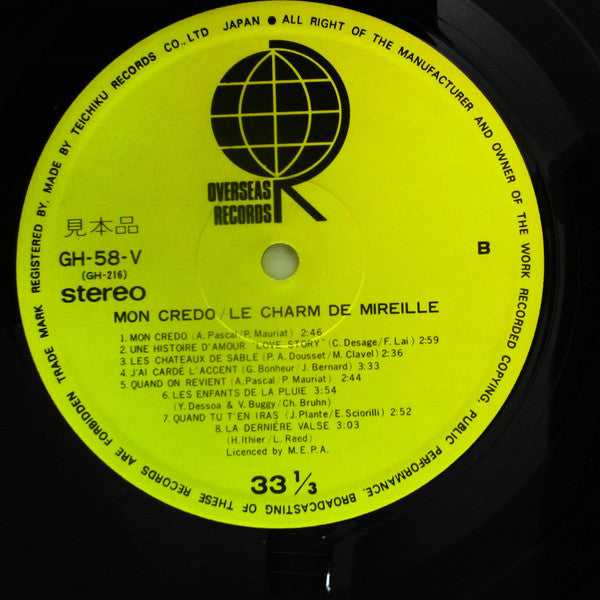 TRADE MARK REGISTERED BY, MADE BY TEICHIKU RECORDS CO., LTD JAPAN ● ALL RIGHT OF THE MANUFACTURER AND OWNER OF THE WORK RECORDED COPYING, PUBLIC PERFORMANCE, BROADCASTING OF THESE RECORDS ARE FORBIDDEN
OVERSEAS
RECORDS
見本品
GH-58-V
(GH-216)
stereo
B
MON CREDO / LE CHARM DE MIREILLE
1. MON CREDO (A. Pascal/P. Mauriat) 2:46
2. UNE HISTOIRE D'AMOUR "LOVE STORY" (C. Desage/F. Lai) 2:59
3. LES CHATEAUX DE SABLE (P. A. Dousset/M. Clavel) 2:36
4. J'AI CARDÉ L'ACCENT (G. Bonheur/J. Bernard) 3:33
5. QUAND ON REVIENT (A. Pascal/P. Mauriat) 2:44
6. LES ENFANTS DE LA PLUIE 3:54
(Y. Dessoa & V. Buggy/Ch. Bruhn)
7. QUAND TU T'EN IRAS (J. Plante/E. Sciorilli) 2:52
8. LA DERNIÈRE VALSE 3:03
(H. Ithier/L. Reed)
Licenced by M.E.P.A.
33 1/3